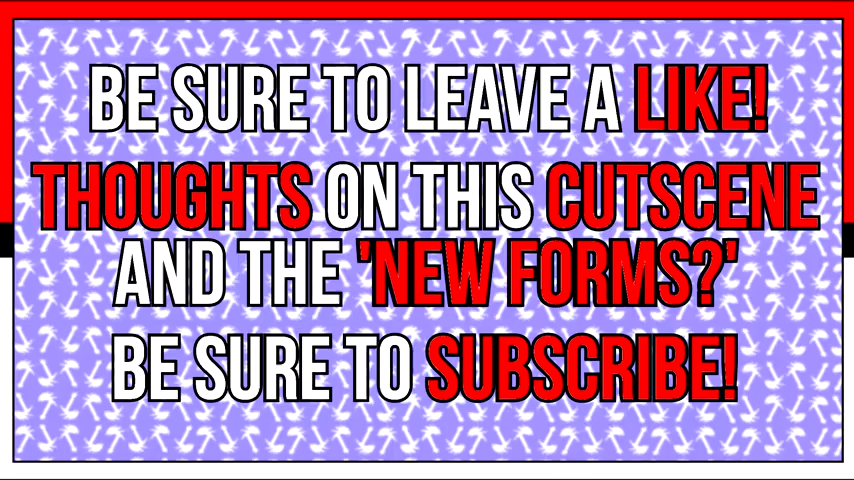 BE SURE TO LEAVE A LIKE!
THOUGHTS ON THIS CUTSCENE
AND THE 'NEW FORMS?'
BE SURE TO SUBSCRIBE!